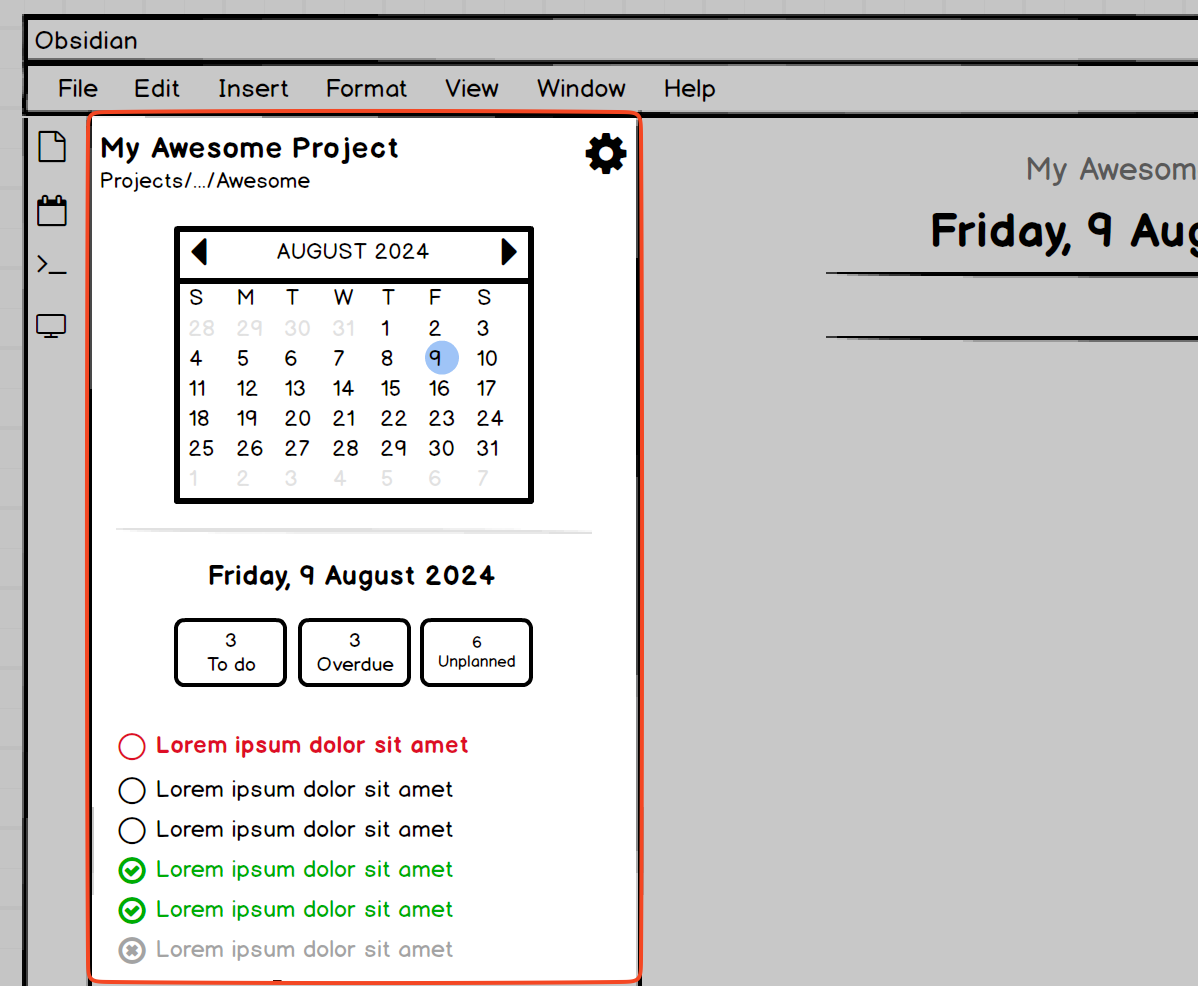 Obsidian
File Edit Insert Format View Window Help
My Awesome Project
Projects/.../Awesome
AUGUST 2024
S M T W T F S
28 29 30 31 1 2 3
4 5 6 7 8 9 10
11 12 13 14 15 16 17
18 19 20 21 22 23 24
25 26 27 28 29 30 31
1 2 3 4 5 6 7
Friday, 9 August 2024
3
To do
3
Overdue
6
Unplanned
Lorem ipsum dolor sit amet
Lorem ipsum dolor sit amet
Lorem ipsum dolor sit amet
Lorem ipsum dolor sit amet
Lorem ipsum dolor sit amet
Lorem ipsum dolor sit amet
My Awesom
Friday, 9 Aug